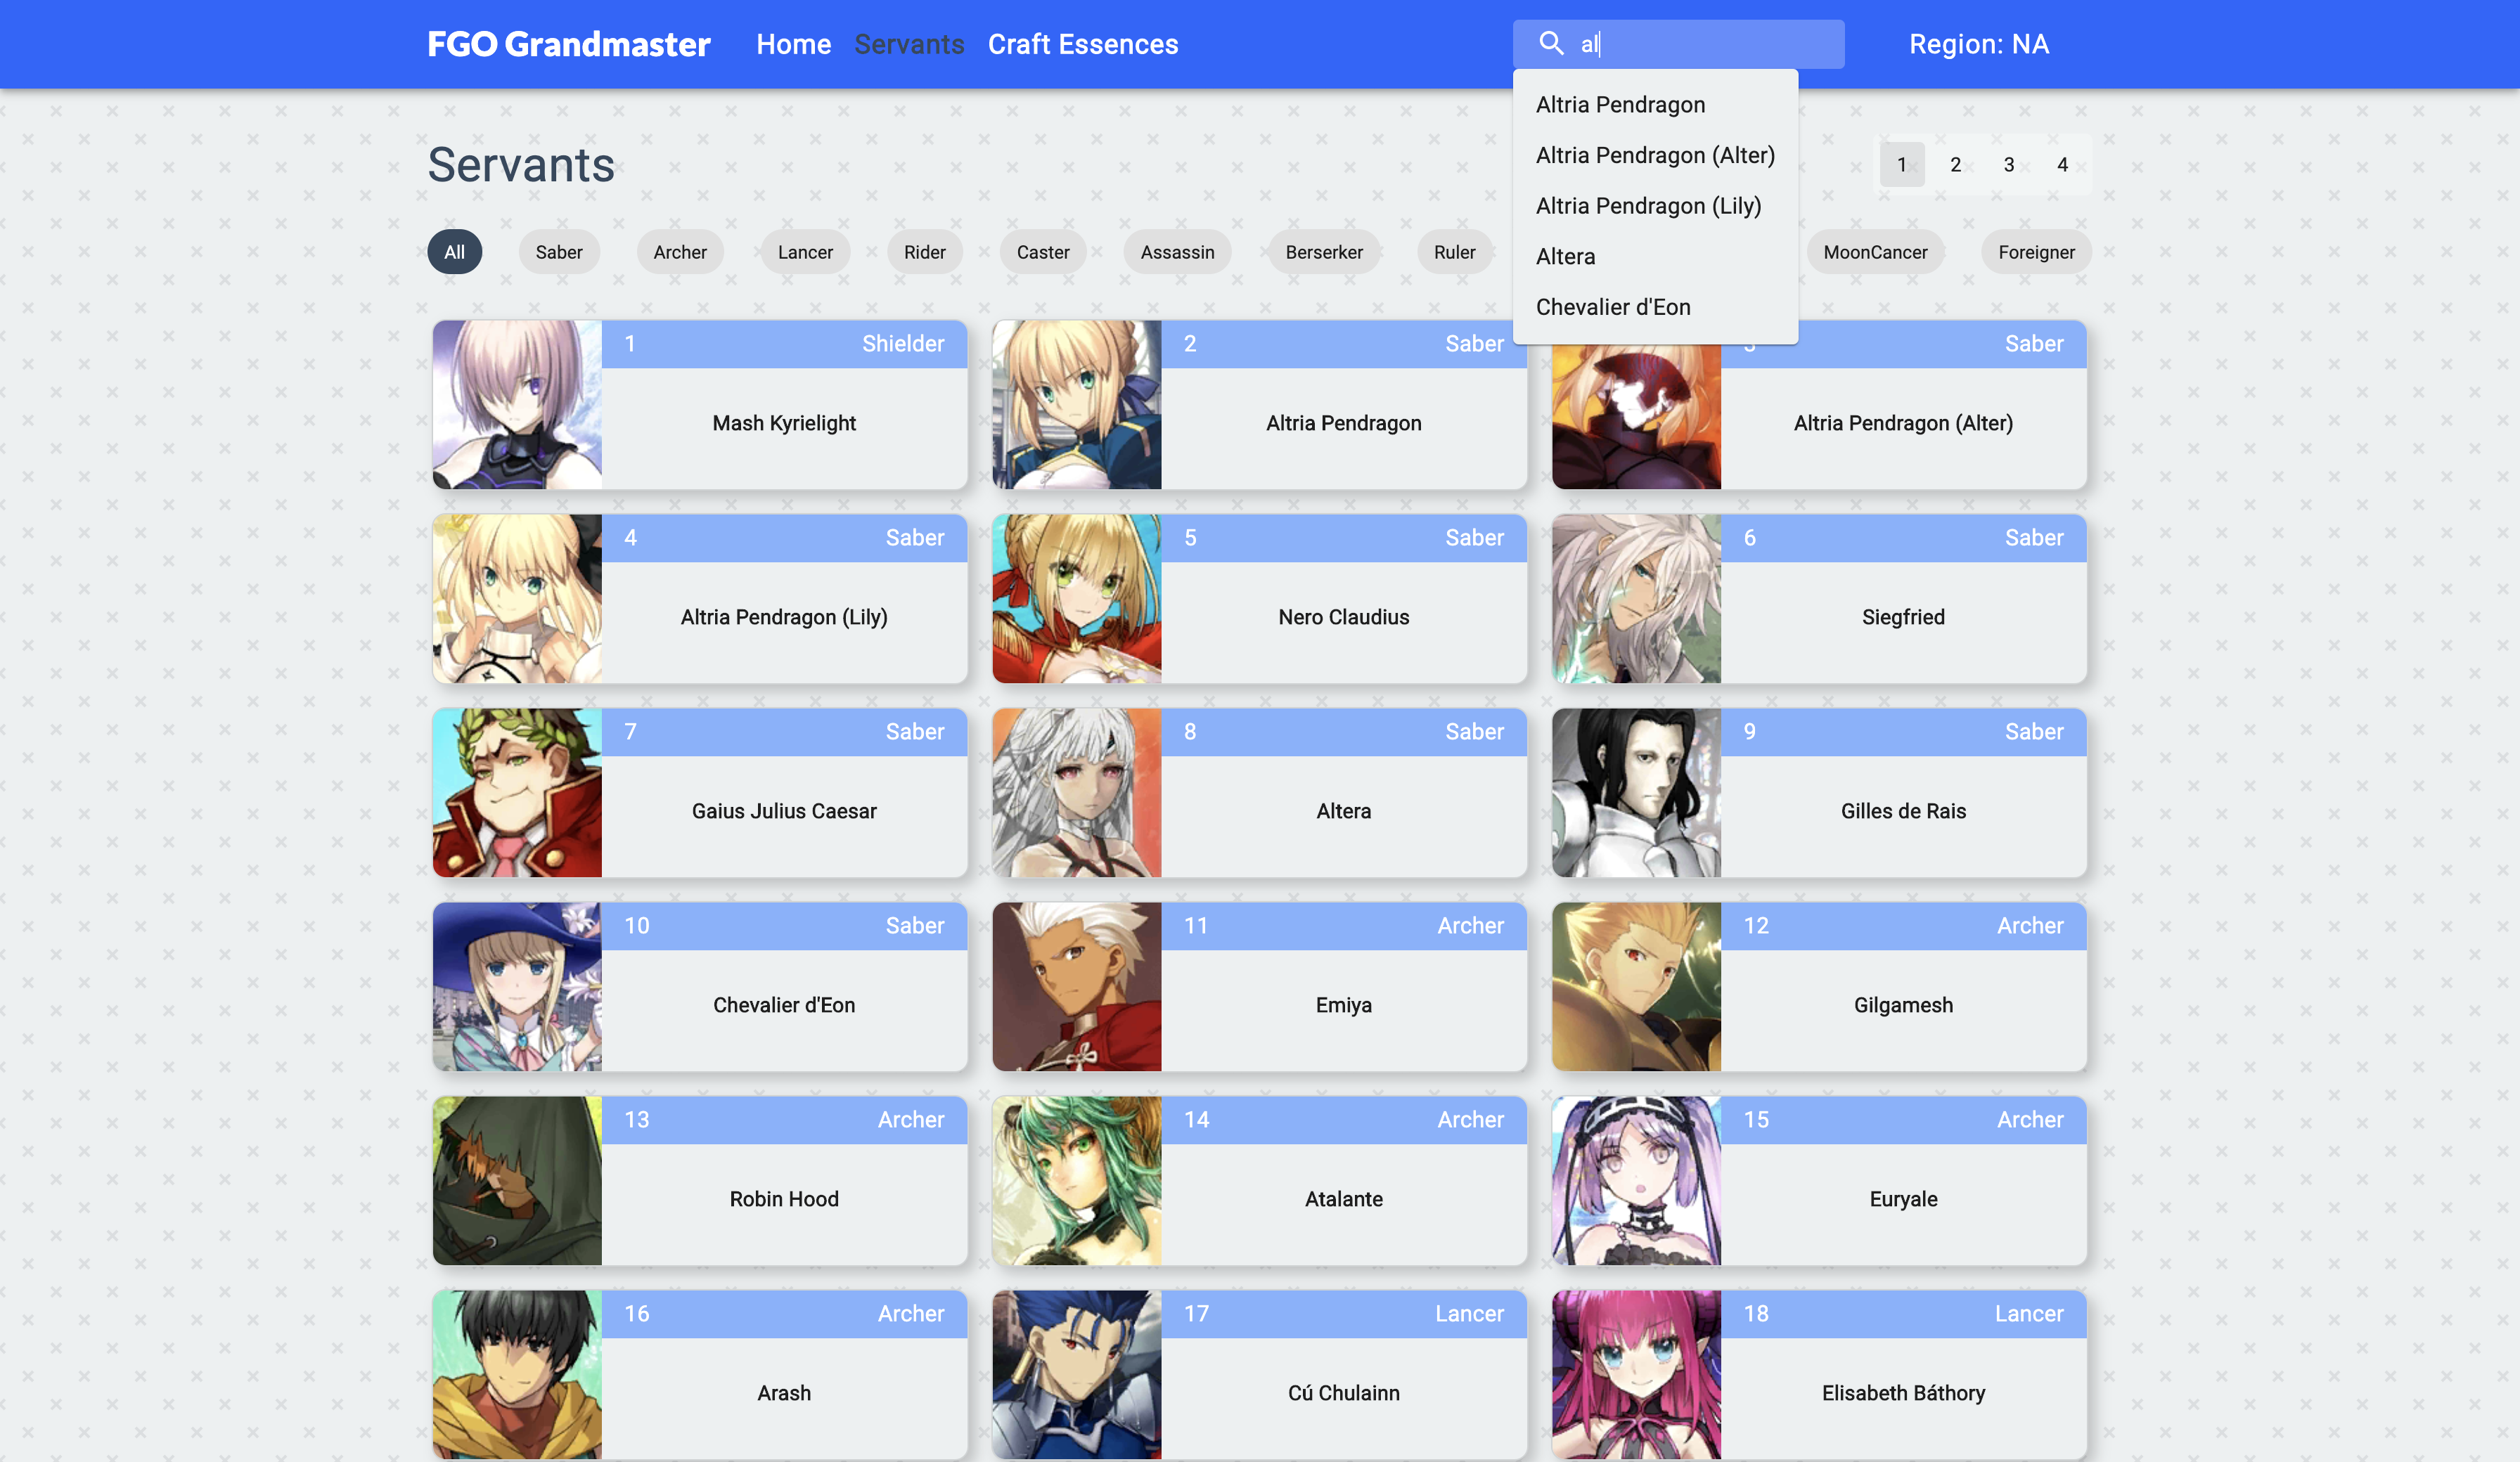 FGO Grandmaster Home Servants Craft Essences al Region: NA
Altria Pendragon
Altria Pendragon (Alter)
Altria Pendragon (Lily)
Altera
Chevalier d'Eon
Servants 1 2 3 4
All Saber Archer Lancer Rider Caster Assassin Berserker Ruler MoonCancer Foreigner
1 Shielder
Mash Kyrielight
2 Saber
Altria Pendragon
3 Saber
Altria Pendragon (Alter)
4 Saber
Altria Pendragon (Lily)
5 Saber
Nero Claudius
6 Saber
Siegfried
7 Saber
Gaius Julius Caesar
8 Saber
Altera
9 Saber
Gilles de Rais
10 Saber
Chevalier d'Eon
11 Archer
Emiya
12 Archer
Gilgamesh
13 Archer
Robin Hood
14 Archer
Atalante
15 Archer
Euryale
16 Archer
Arash
17 Lancer
Cú Chulainn
18 Lancer
Elisabeth Báthory